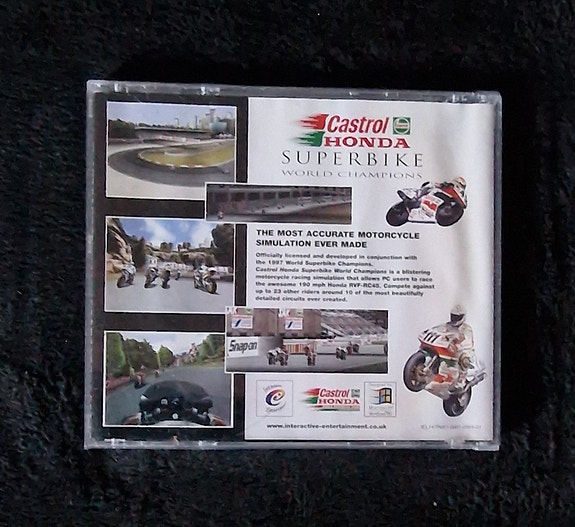 Castrol
HONDA
SUPERBIKE
WORLD CHAMPIONS
THE MOST ACCURATE MOTORCYCLE
SIMULATION EVER MADE
Officially licensed and developed in conjunction with
the 1997 World Superbike Champions.
Castrol Honda Superbike World Champions is a blistering
motorcycle racing simulation that allows PC users to race
the awesome 190 mph Honda RVF-RC45. Compete against
up to 23 other riders around 10 of the most beautifully
detailed circuits ever created.
Snap-on
Castrol
HONDA
www.interactive-entertainment.co.uk